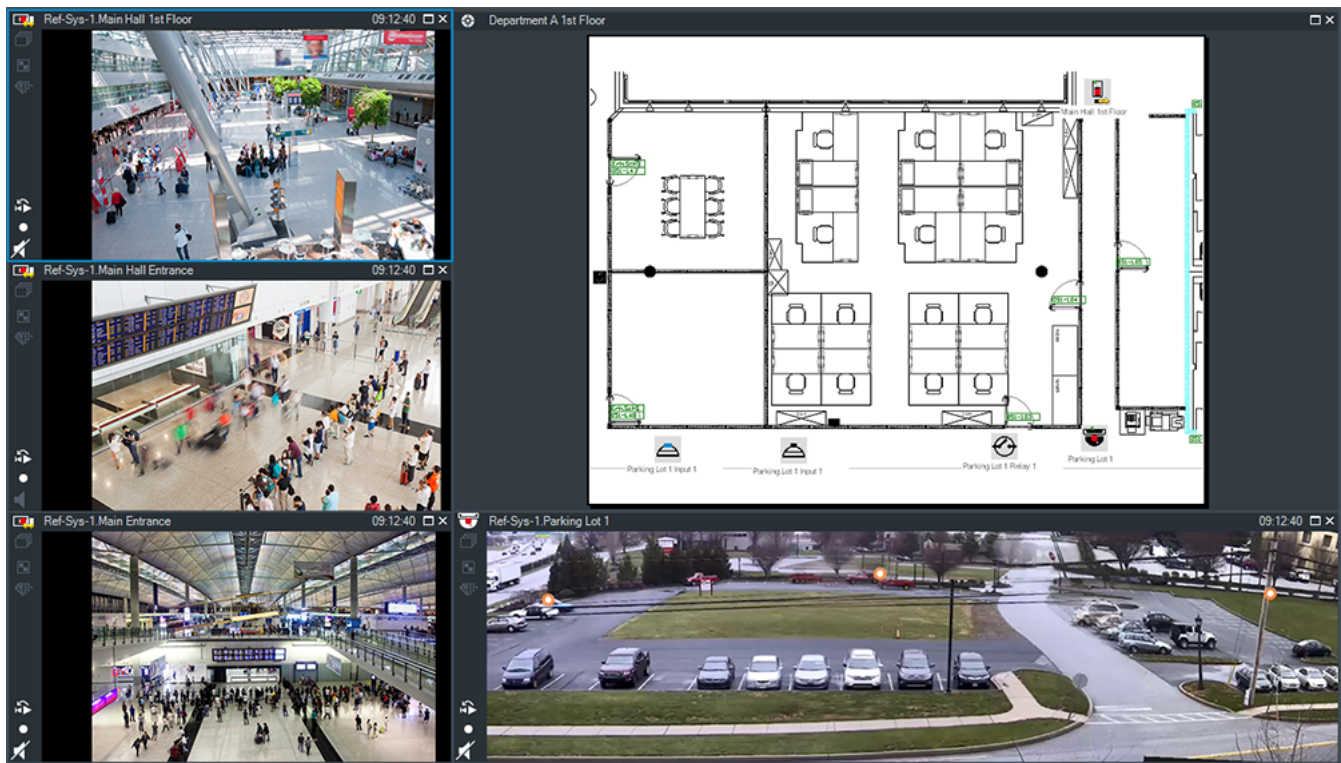 Ref-Sys-1.Main Hall 1st Floor 09:12:40
Department A 1st Floor
Main Hall 1st Floor
Parking Lot 1 Input 1
Parking Lot 1 Input 1
Parking Lot 1 Relay 1
Parking Lot 1
Ref-Sys-1.Main Hall Entrance 09:12:40
Ref-Sys-1.Main Entrance 09:12:40
Ref-Sys-1.Parking Lot 1 09:12:40